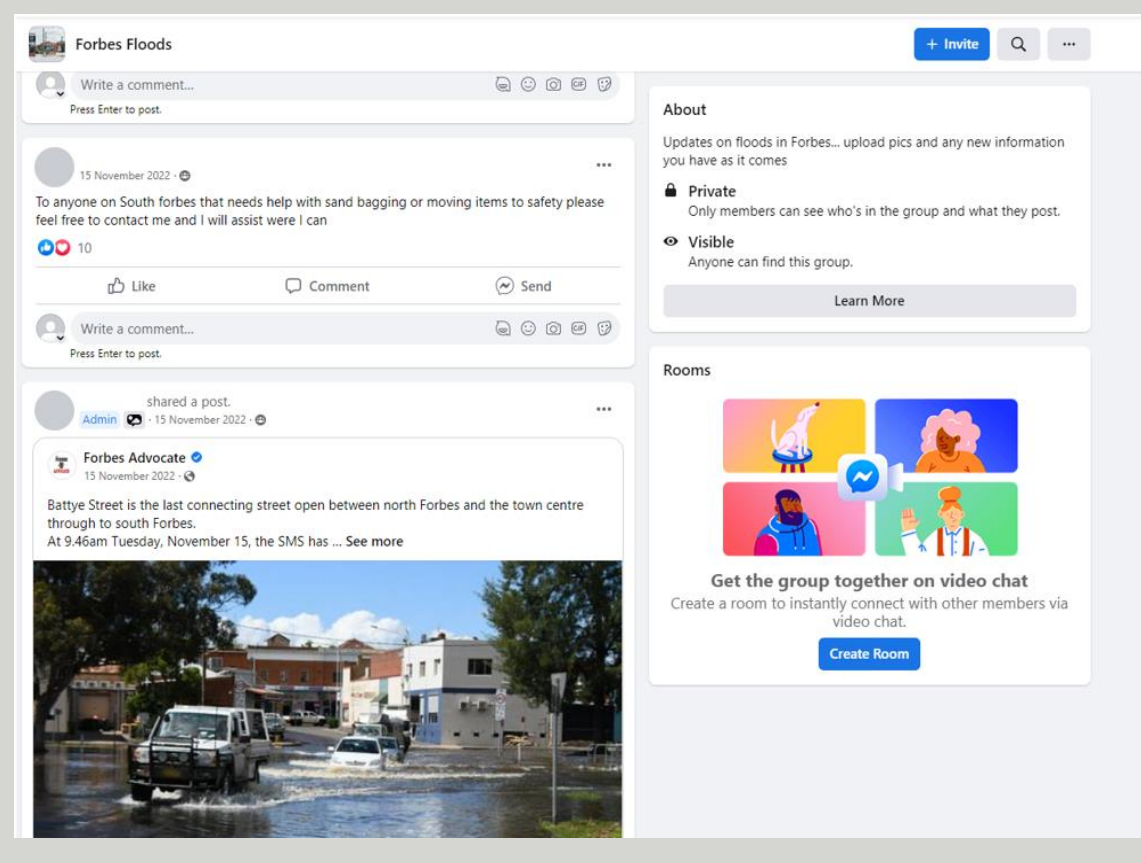 Forbes Floods
+ Invite
Write a comment...
GIF
Press Enter to post.
15 November 2022 ·
To anyone on South forbes that needs help with sand bagging or moving items to safety please
feel free to contact me and I will assist were I can
10
Like
Comment
Send
Write a comment...
GIF
Press Enter to post.
shared a post.
Admin · 15 November 2022 ·
Forbes Advocate
15 November 2022 ·
Battye Street is the last connecting street open between north Forbes and the town centre
through to south Forbes.
At 9.46am Tuesday, November 15, the SMS has ... See more
About
Updates on floods in Forbes... upload pics and any new information
you have as it comes
Private
Only members can see who's in the group and what they post.
Visible
Anyone can find this group.
Learn More
Rooms
Get the group together on video chat
Create a room to instantly connect with other members via
video chat.
Create Room